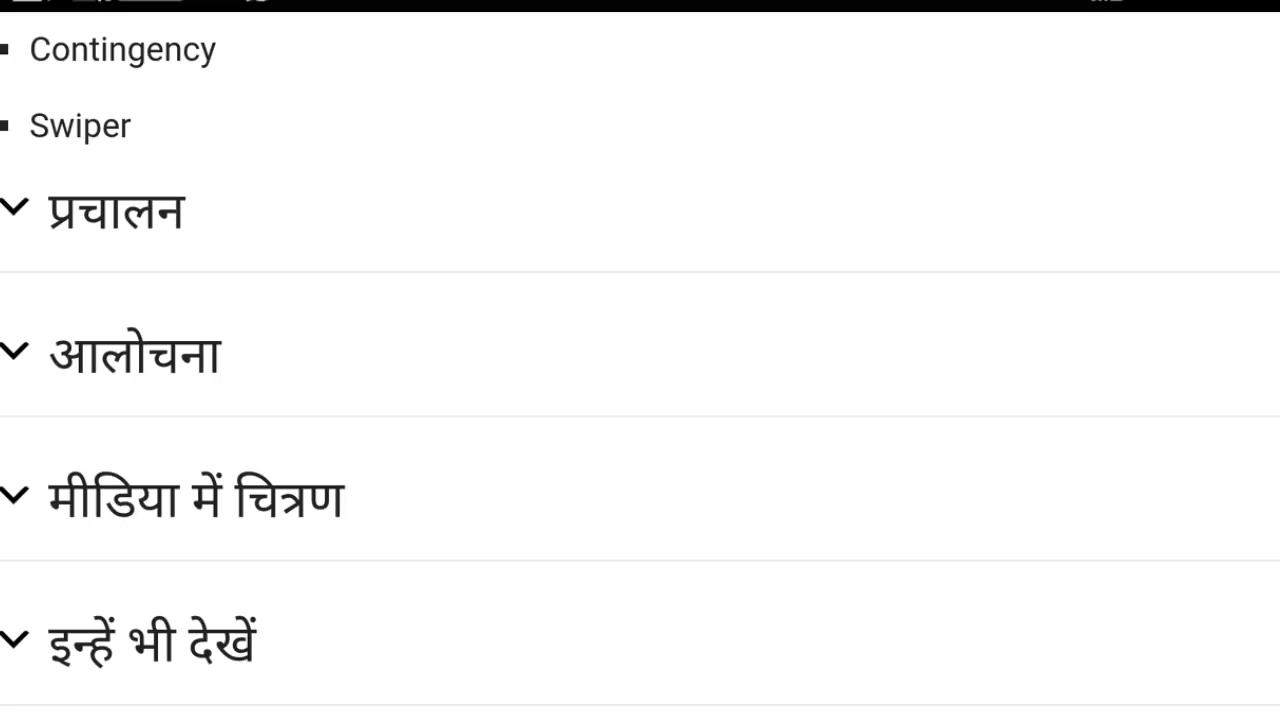 Contingency
Swiper
प्रचालन
आलोचना
मीडिया में चित्रण
इन्हें भी देखें